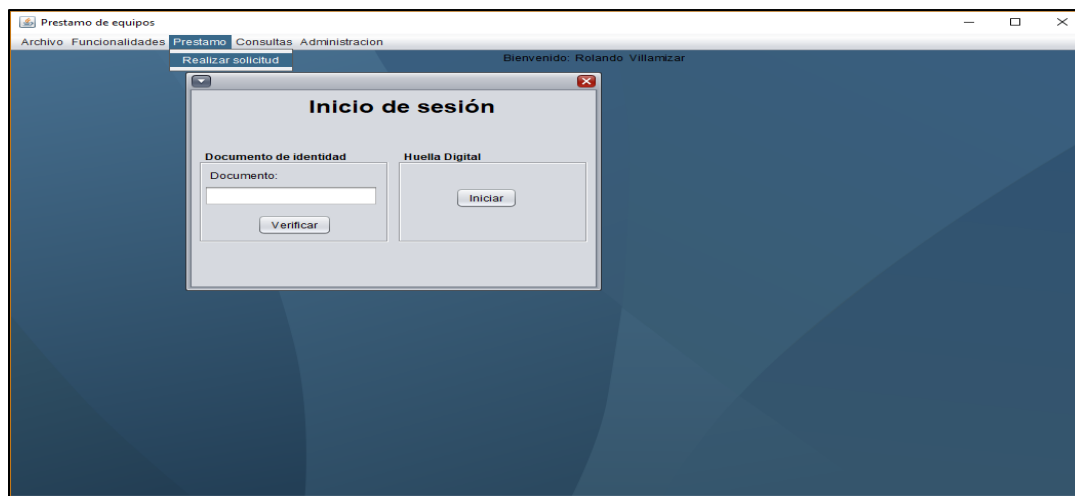 Prestamo de equipos
Archivo Funcionalidades Prestamo Consultas Administracion
Realizar solicitud
Bienvenido: Rolando Villamizar
Inicio de sesión
Documento de identidad
Huella Digital
Documento:
Iniciar
Verificar